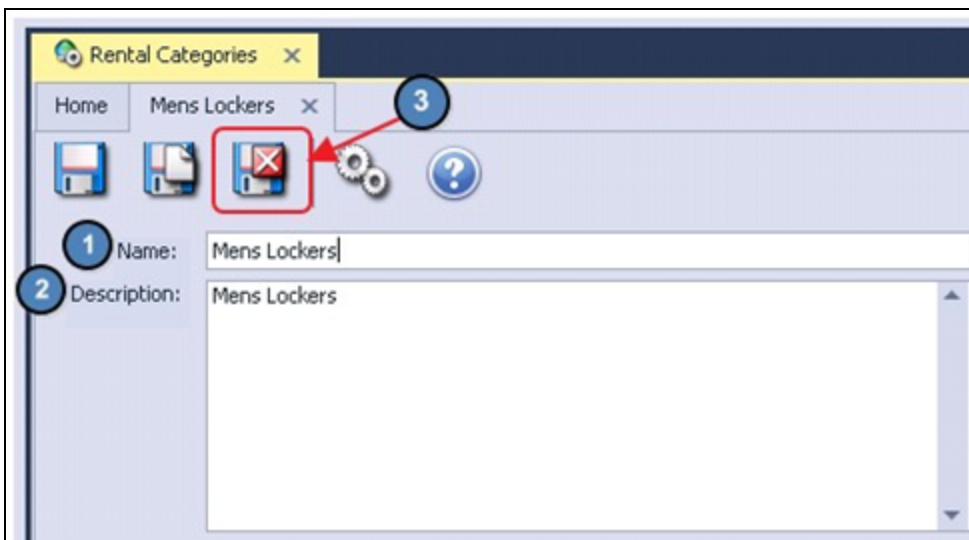 Rental Categories
Home Mens Lockers
3
1 Name: Mens Lockers
2 Description: Mens Lockers